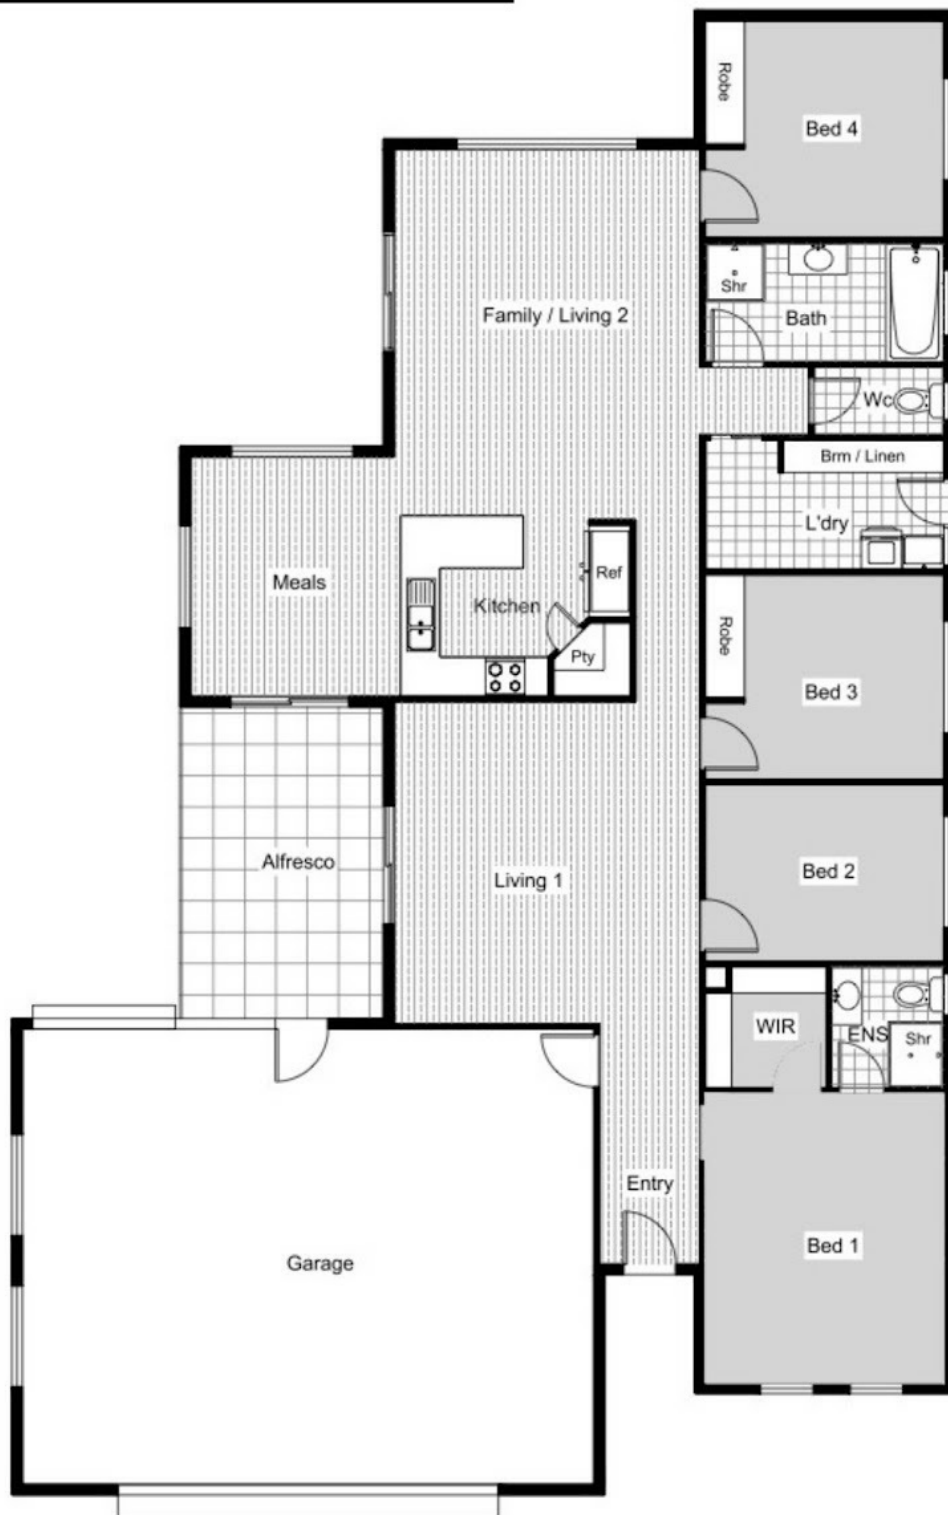 Robe
Bed 4
Family / Living 2
Shr
Bath
Wc
Brm / Linen
L'dry
Meals
Kitchen
Ref
Pty
Robe
Bed 3
Alfresco
Living 1
Bed 2
WIR
ENS
Shr
Entry
Bed 1
Garage